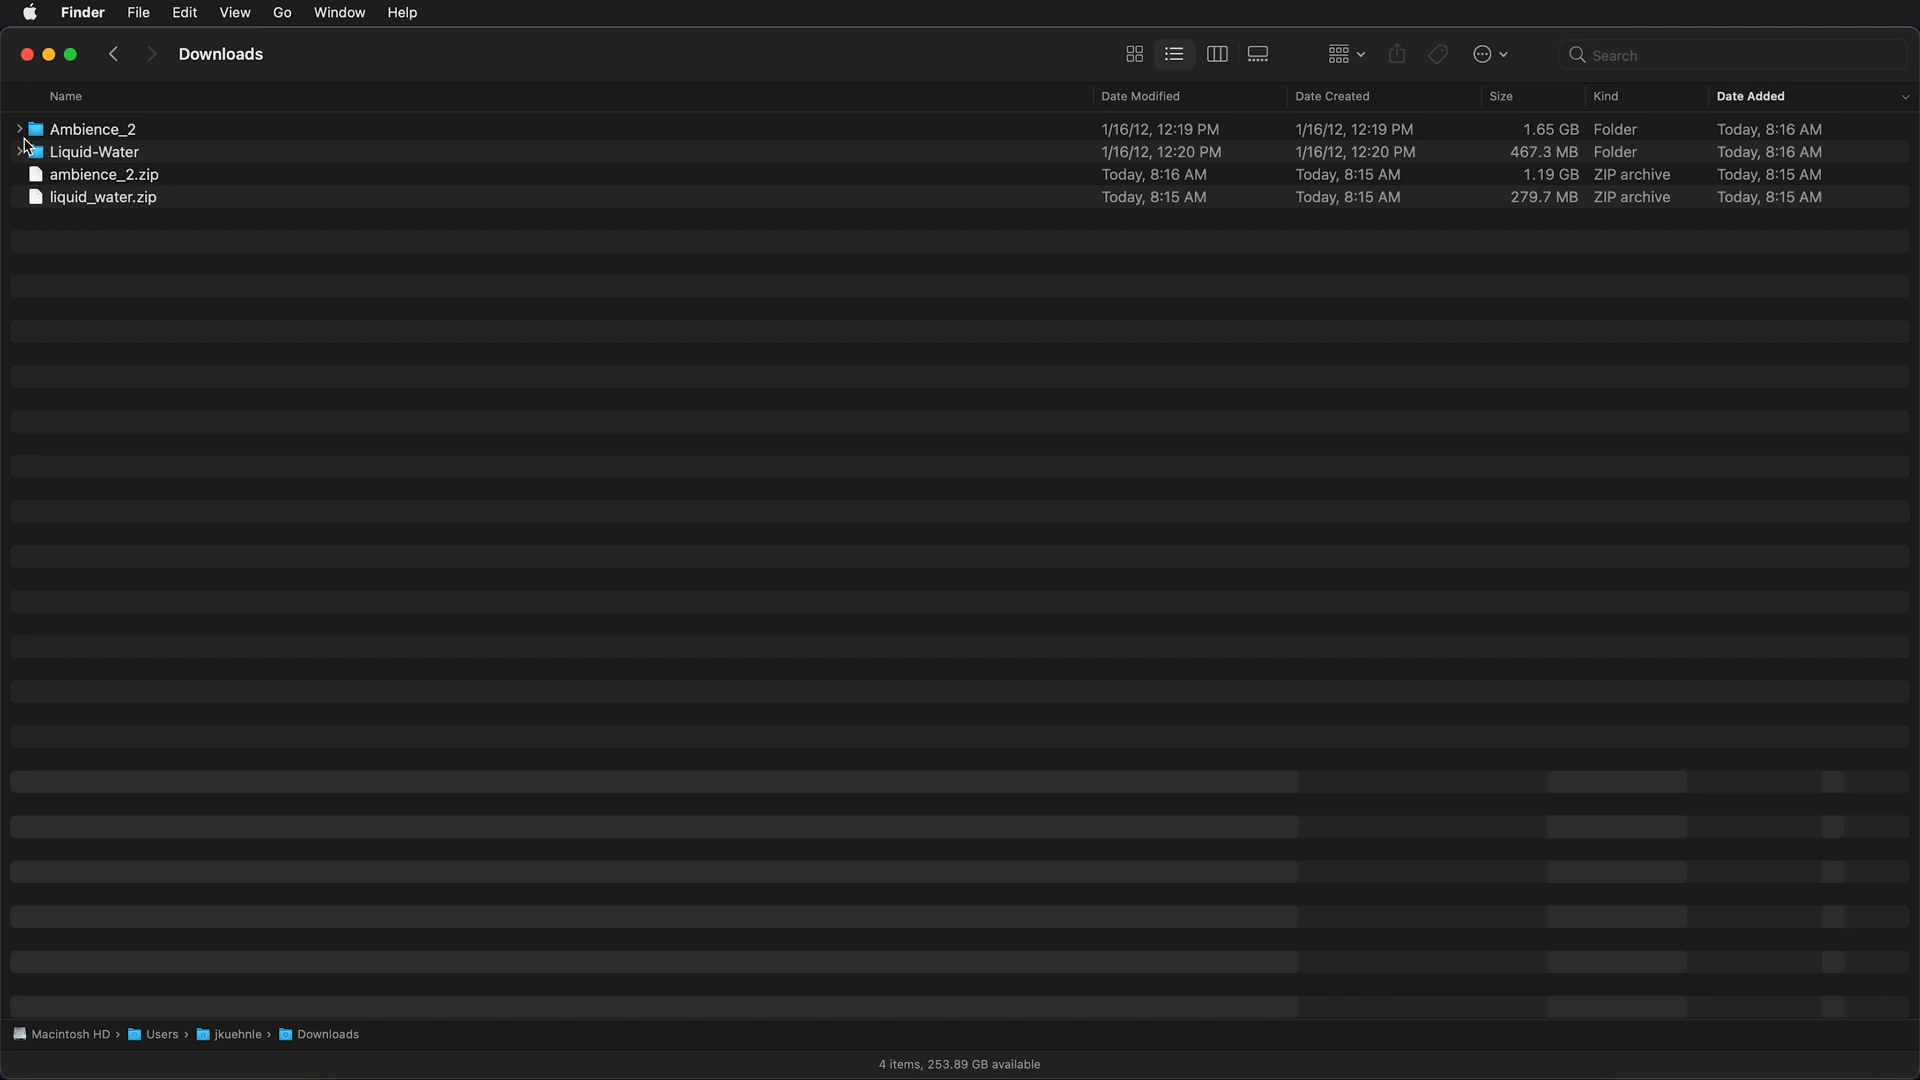 Finder File Edit View Go Window Help
Downloads
Search
Name Date Modified Date Created Size Kind Date Added
Ambience_2 1/16/12, 12:19 PM 1/16/12, 12:19 PM 1.65 GB Folder Today, 8:16 AM
Liquid-Water 1/16/12, 12:20 PM 1/16/12, 12:20 PM 467.3 MB Folder Today, 8:16 AM
ambience_2.zip Today, 8:16 AM Today, 8:15 AM 1.19 GB ZIP archive Today, 8:15 AM
liquid_water.zip Today, 8:15 AM Today, 8:15 AM 279.7 MB ZIP archive Today, 8:15 AM
Macintosh HD › Users › jkuehnle › Downloads
4 items, 253.89 GB available